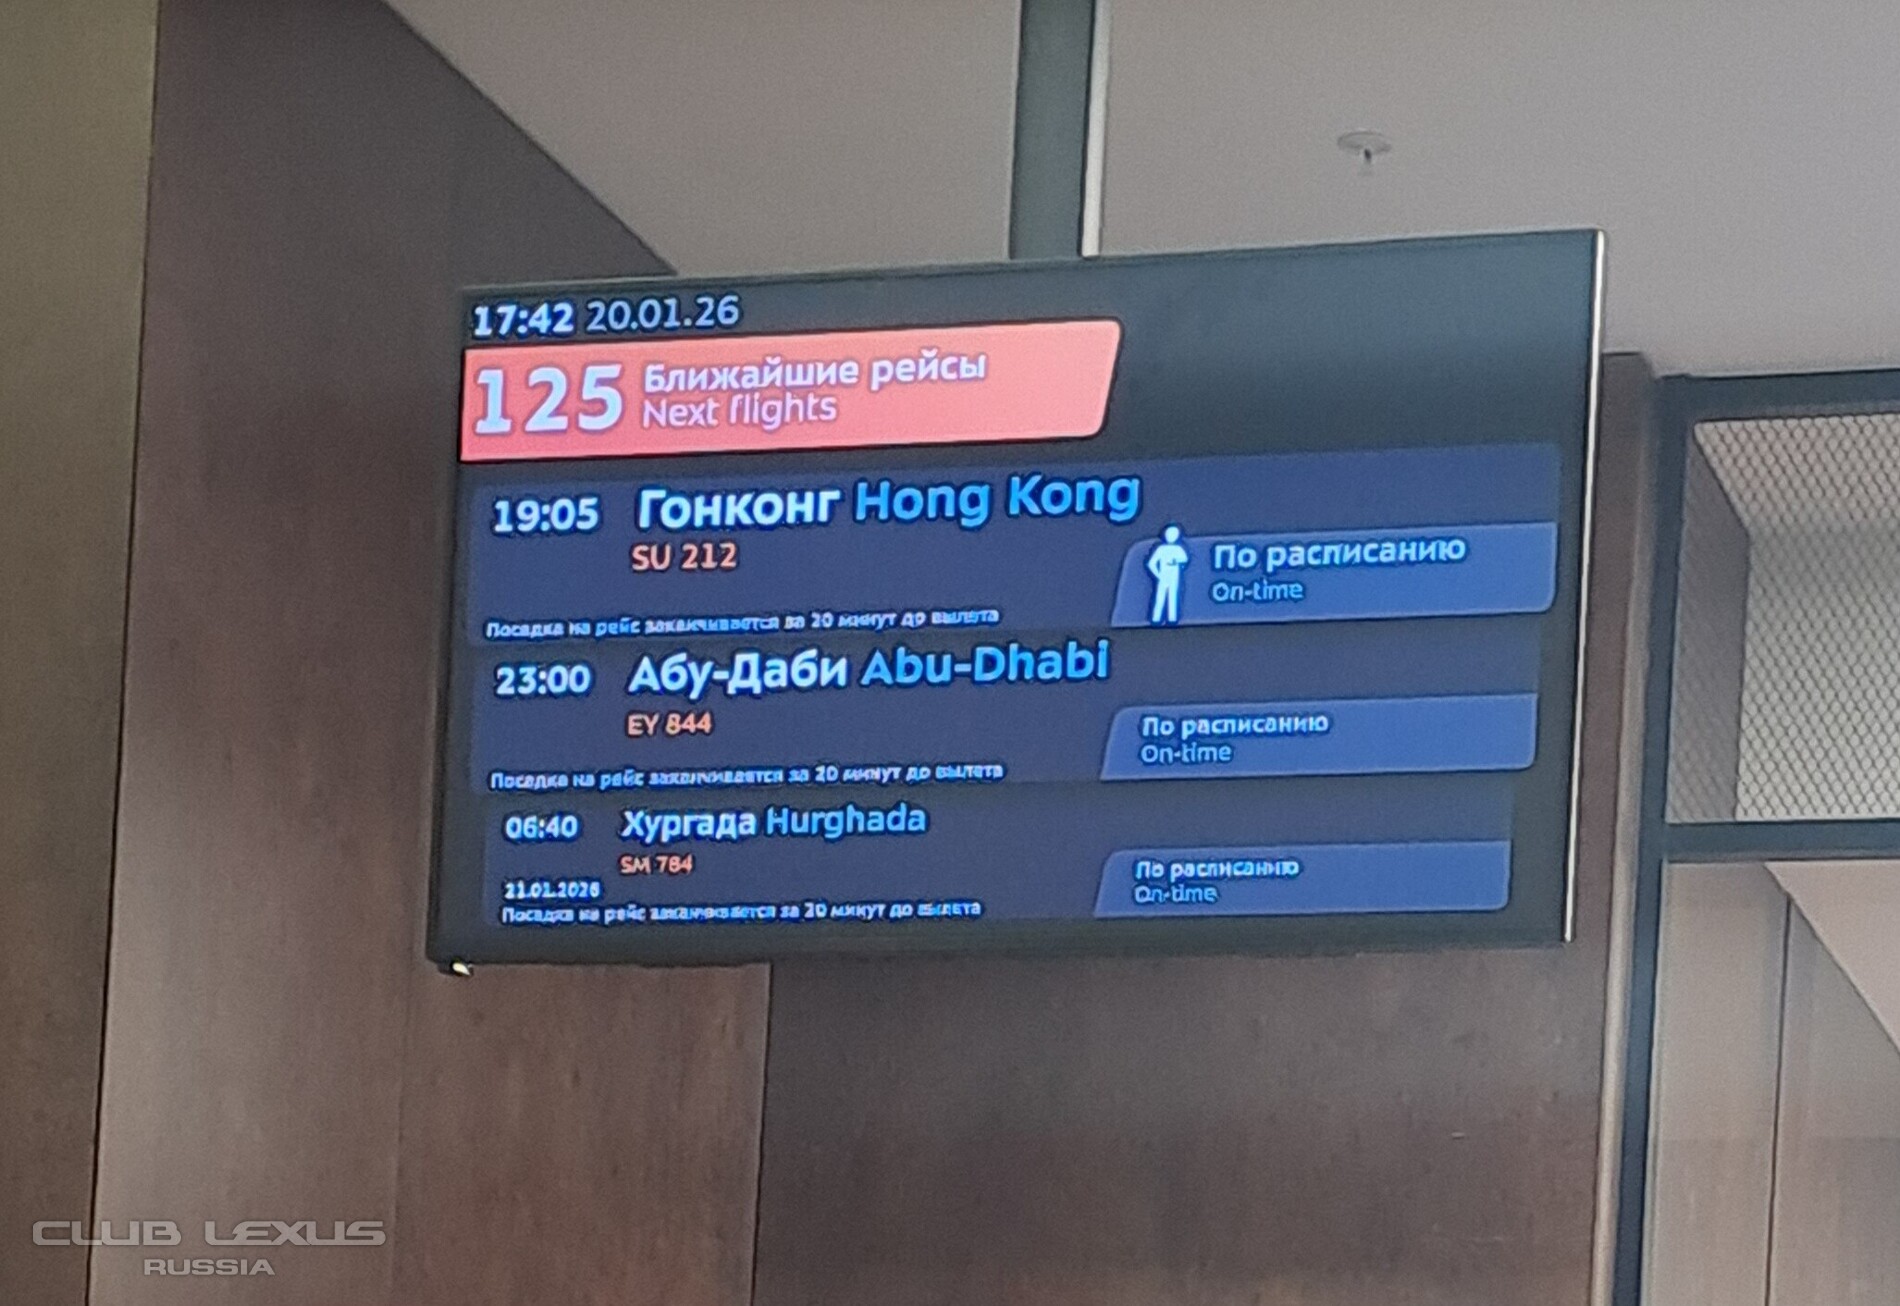 17:42 20.01.26
125 Ближайшие рейсы
Next flights
19:05 Гонконг Hong Kong
SU 212
По расписанию
On-time
Посадка на рейс заканчивается за 20 минут до вылета
23:00 Абу-Даби Abu-Dhabi
EY 844
По расписанию
On-time
Посадка на рейс заканчивается за 20 минут до вылета
06:40 Хургада Hurghada
SM 784
По расписанию
On-time
21.01.2026
Посадка на рейс заканчивается за 20 минут до вылета
CLUB LEXUS
RUSSIA